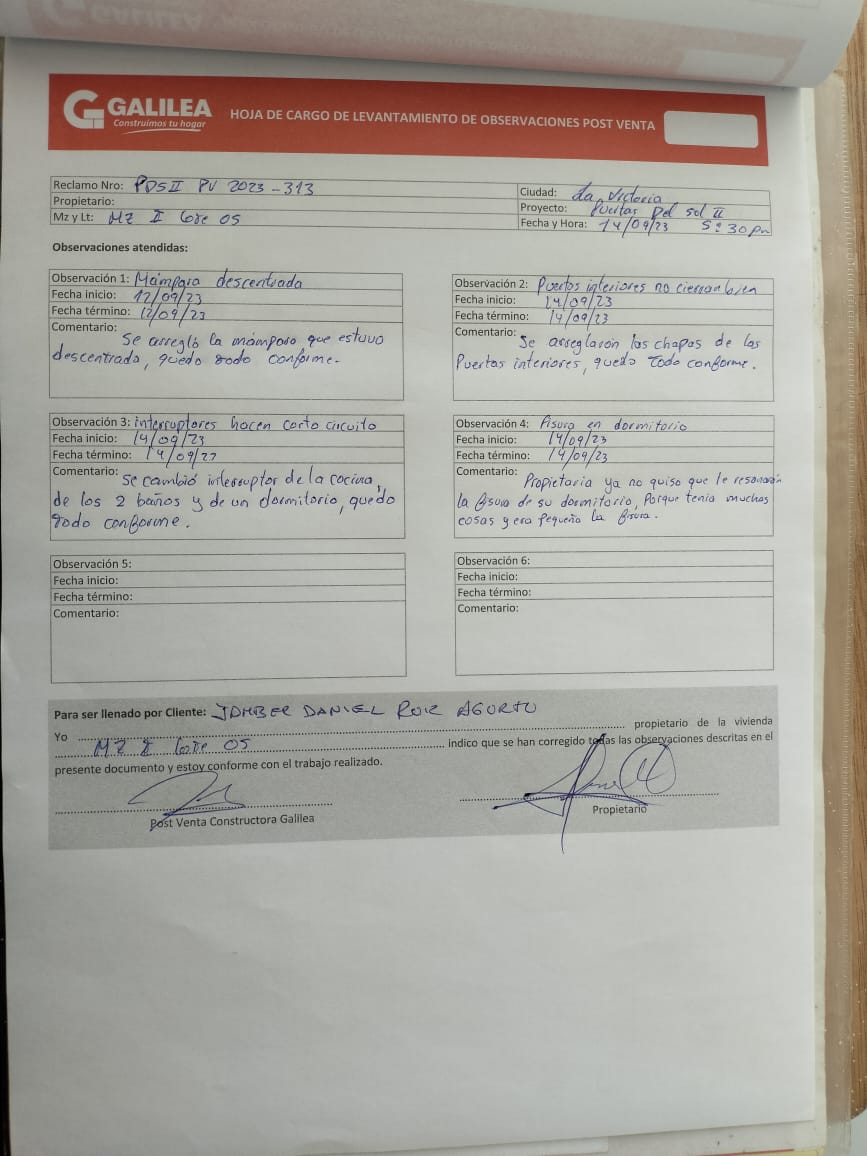 GALILEA
Construimos tu hogar
HOJA DE CARGO DE LEVANTAMIENTO DE OBSERVACIONES POST VENTA
Reclamo Nro: PDS II PV 2023-313
Propietario:
Mz y Lt: MZ I Lote 05
Ciudad: La Victoria
Proyecto: Puertas Del Sol II
Fecha y Hora: 14/09/23 5:30 pm
Observaciones atendidas:
Observación 1: Mampara descentrada
Fecha inicio: 12/09/23
Fecha término: 12/09/23
Comentario: Se arregló la mámpara que estuvo
descentrada, quedo todo conforme.
Observación 2: Puertas interiores no cierran bien
Fecha inicio: 14/09/23
Fecha término: 14/09/23
Comentario: Se arreglaron las chapas de las
Puertas interiores, quedo todo conforme.
Observación 3: interruptores hacen corto circuito
Fecha inicio: 14/09/23
Fecha término: 14/09/23
Comentario: Se cambió interruptor de la cocina,
de los 2 baños y de un dormitorio, quedo
todo conforme.
Observación 4: Fisura en dormitorio
Fecha inicio: 14/09/23
Fecha término: 14/09/23
Comentario: Propietaria ya no quiso que le
la fisura de su dormitorio, Porque tenia muchas
cosas y era pequeña la fisura.
Observación 5:
Fecha inicio:
Fecha término:
Comentario:
Observación 6:
Fecha inicio:
Fecha término:
Comentario:
Para ser llenado por Cliente: DANIEL RUIZ AGURTO
Yo propietario de la vivienda
MZ I Lote 05 indico que se han corregido todas las observaciones descritas en el
presente documento y estoy conforme con el trabajo realizado.
Post Venta Constructora Galilea
Propietario